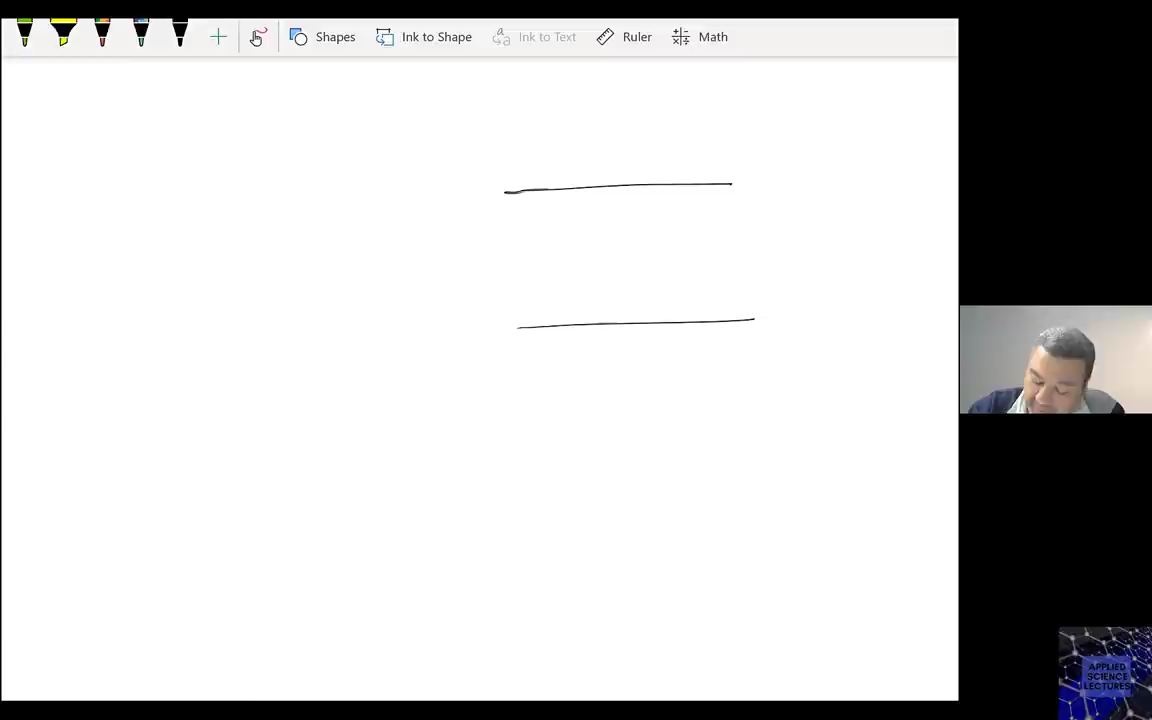 Shapes Ink to Shape Ink to Text Ruler Math
APPLIED
SCIENCE
LECTURES